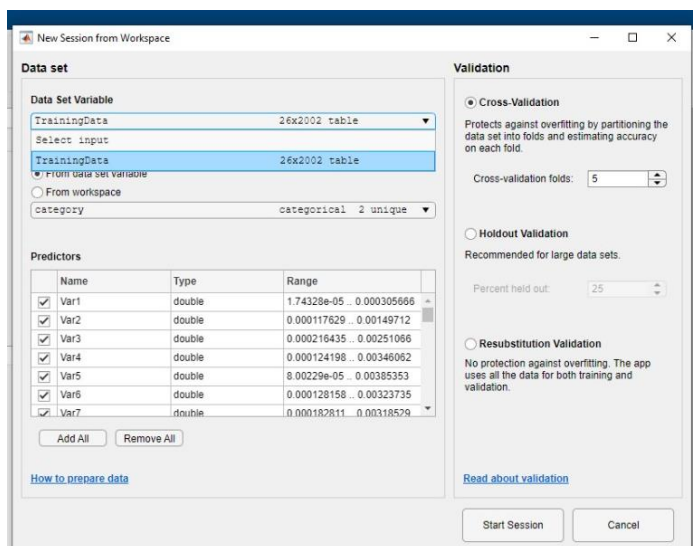 New Session from Workspace
Data set
Data Set Variable
TrainingData 26x2002 table
Select input
TrainingData 26x2002 table
From data set variable
From workspace
category categorical 2 unique
Predictors
Name Type Range
Var1 double 1.74328e-05 .. 0.000305666
Var2 double 0.000117629 .. 0.00149712
Var3 double 0.000216435 .. 0.00251066
Var4 double 0.000124198 .. 0.00346062
Var5 double 8.00229e-05 .. 0.00385353
Var6 double 0.000128158 .. 0.00323735
Var7 double 0.000182811 0.00318529
Add All Remove All
How to prepare data
Validation
Cross-Validation
Protects against overfitting by partitioning the
data set into folds and estimating accuracy
on each fold.
Cross-validation folds: 5
Holdout Validation
Recommended for large data sets.
Percent held out: 25
Resubstitution Validation
No protection against overfitting. The app
uses all the data for both training and
validation.
Read about validation
Start Session Cancel